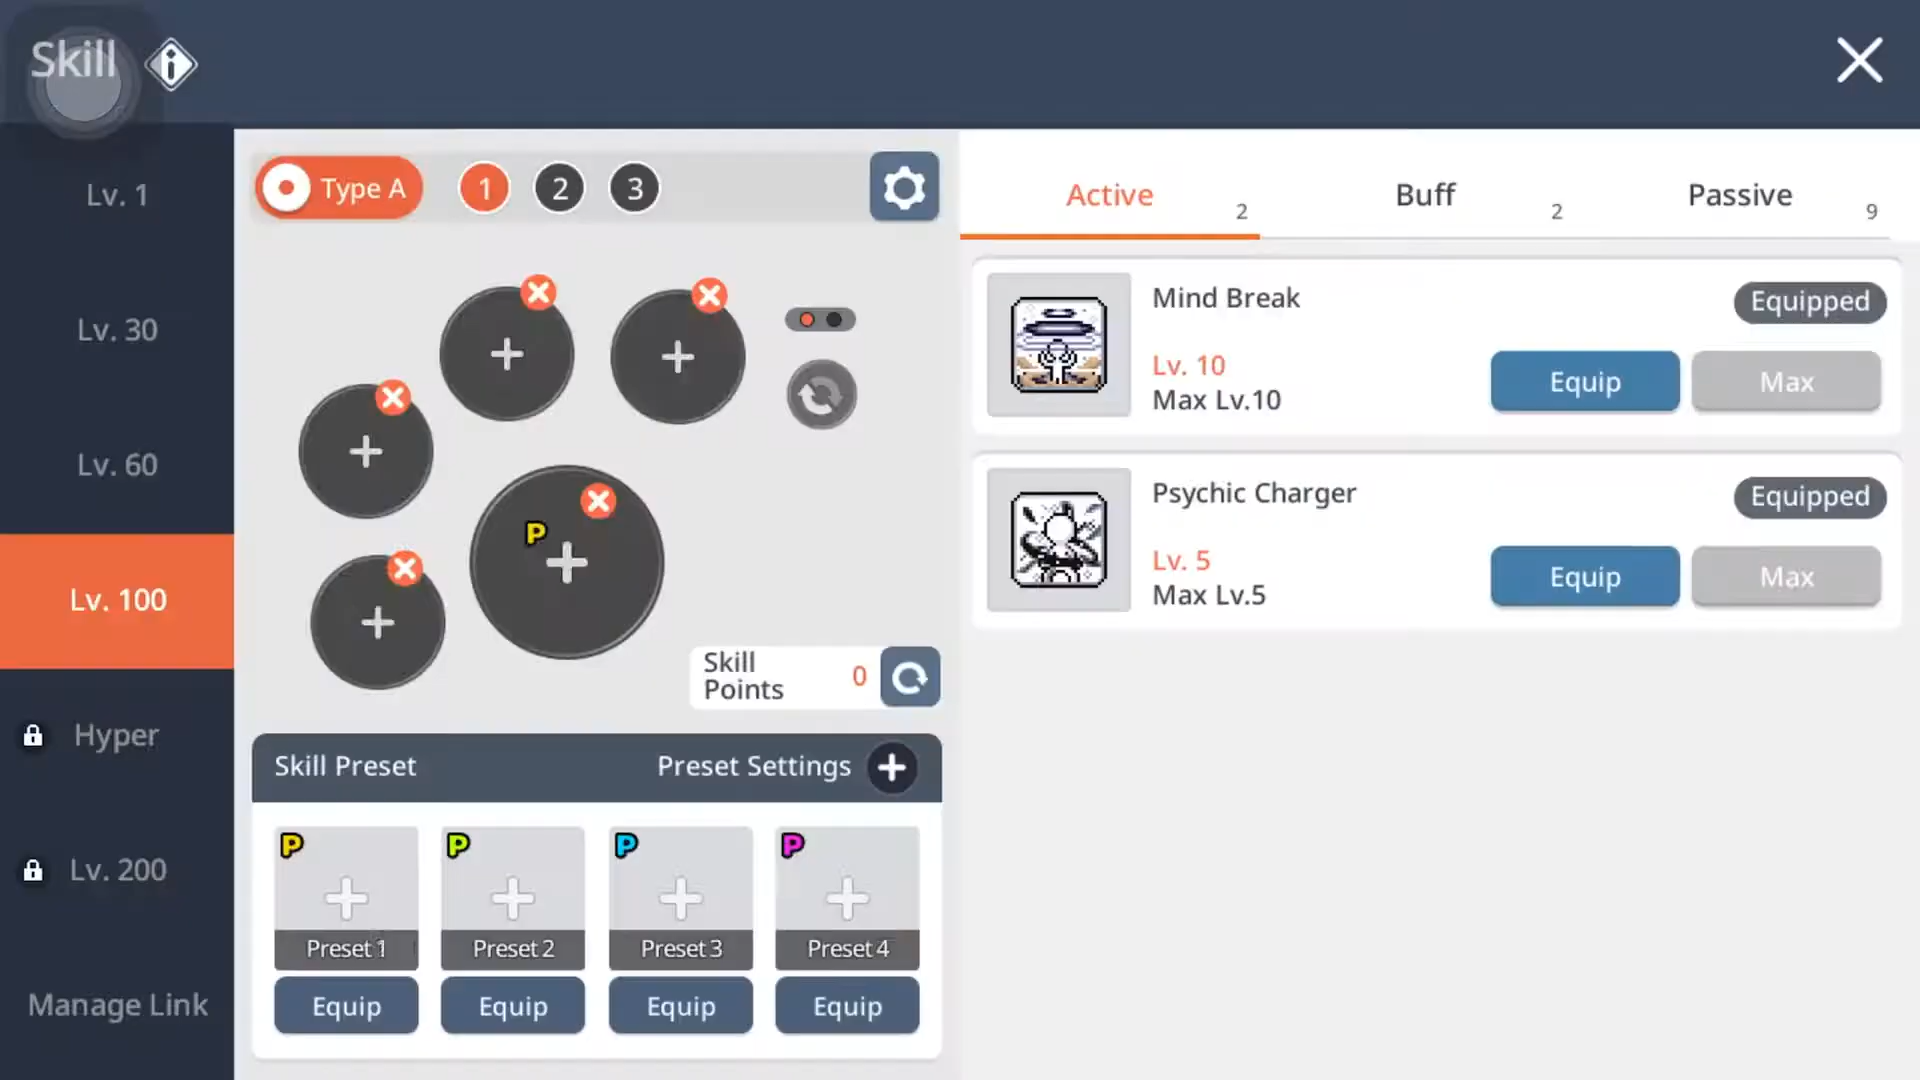 Skill
Lv. 1
Lv. 30
Lv. 60
Lv. 100
Hyper
Lv. 200
Manage Link
Type A
1
2
3
P
Skill
Points
0
Skill Preset
Preset Settings
P
P
P
P
Preset 1
Preset 2
Preset 3
Preset 4
Equip
Equip
Equip
Equip
Active
2
Buff
2
Passive
9
Mind Break
Equipped
Lv. 10
Max Lv.10
Equip
Max
Psychic Charger
Equipped
Lv. 5
Max Lv.5
Equip
Max